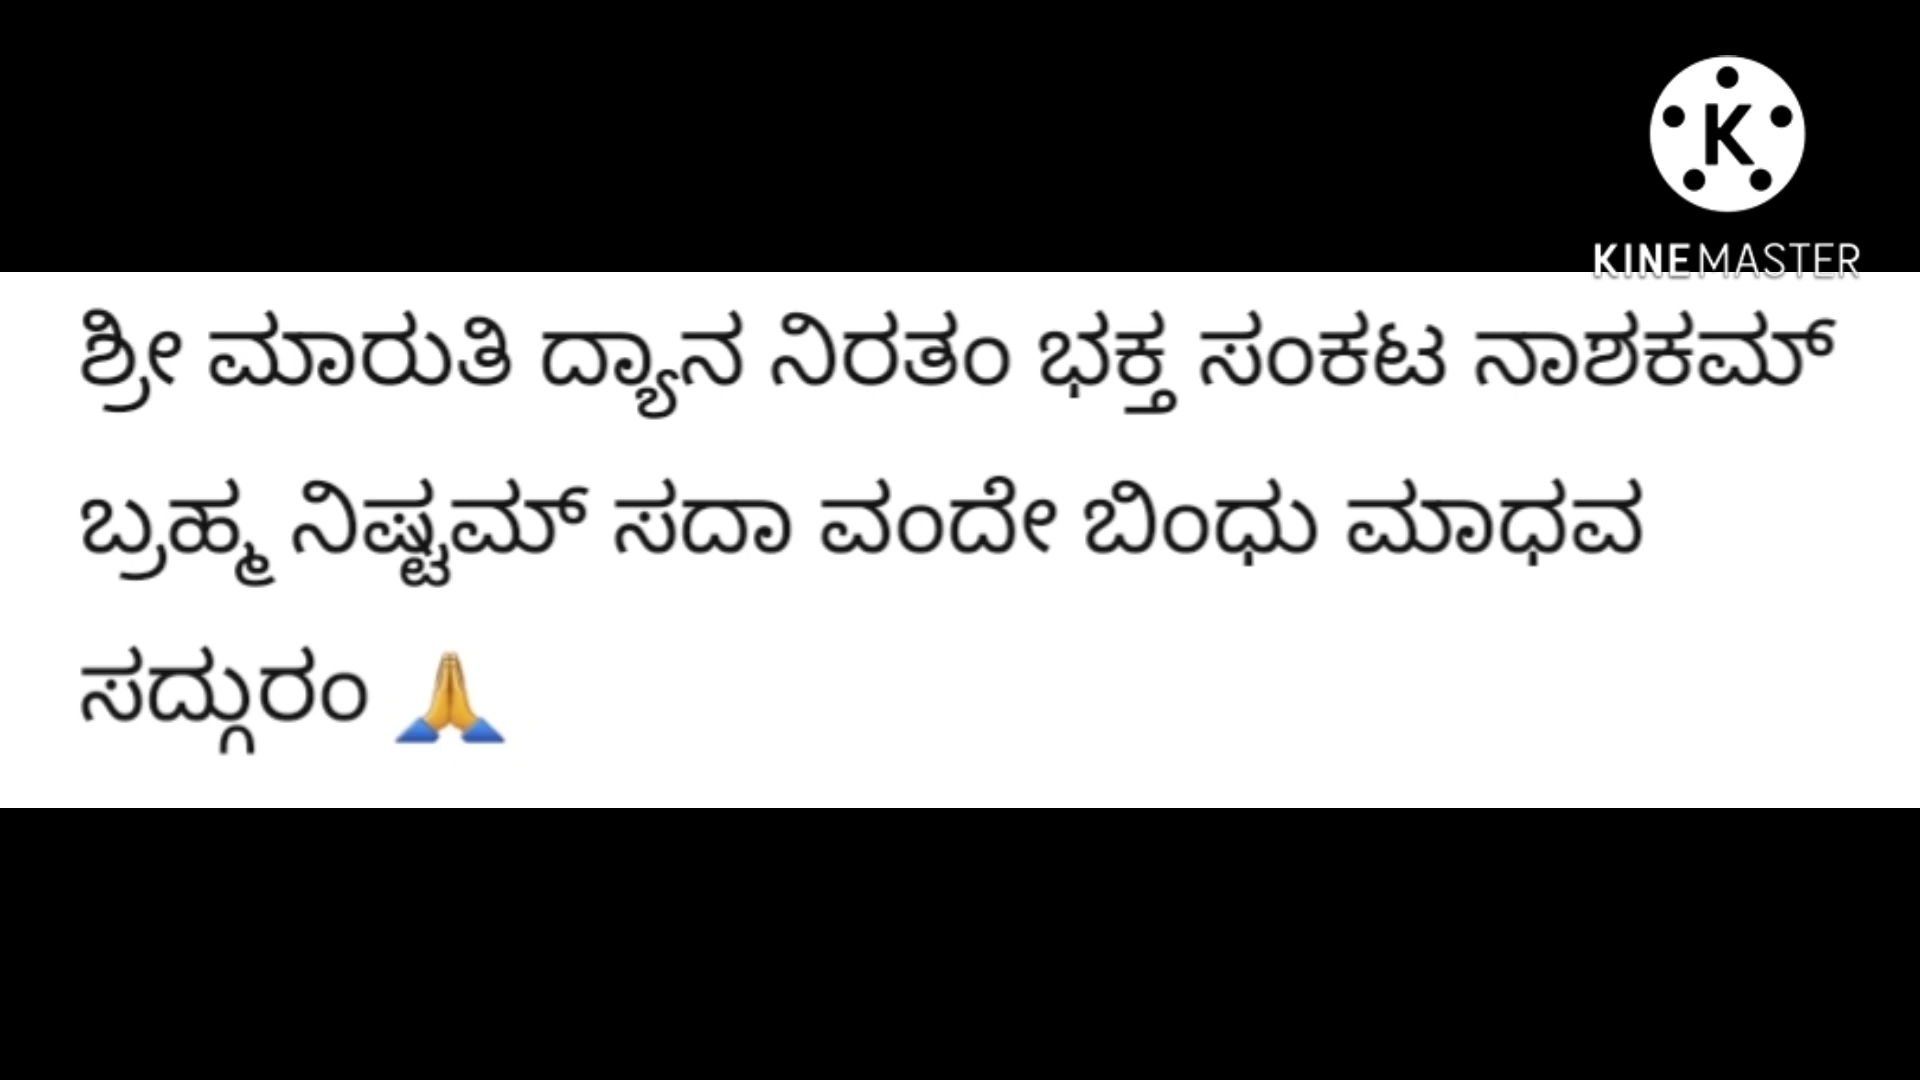 KINEMASTER
ಶ್ರೀ ಮಾರುತಿ ದ್ಯಾನ ನಿರತಂ ಭಕ್ತ ಸಂಕಟ ನಾಶಕಮ್
ಬ್ರಹ್ಮ ನಿಷ್ಟಮ್ ಸದಾ ವಂದೇ ಬಿಂಧು ಮಾಧವ
ಸದ್ಗುರಂ 🙏